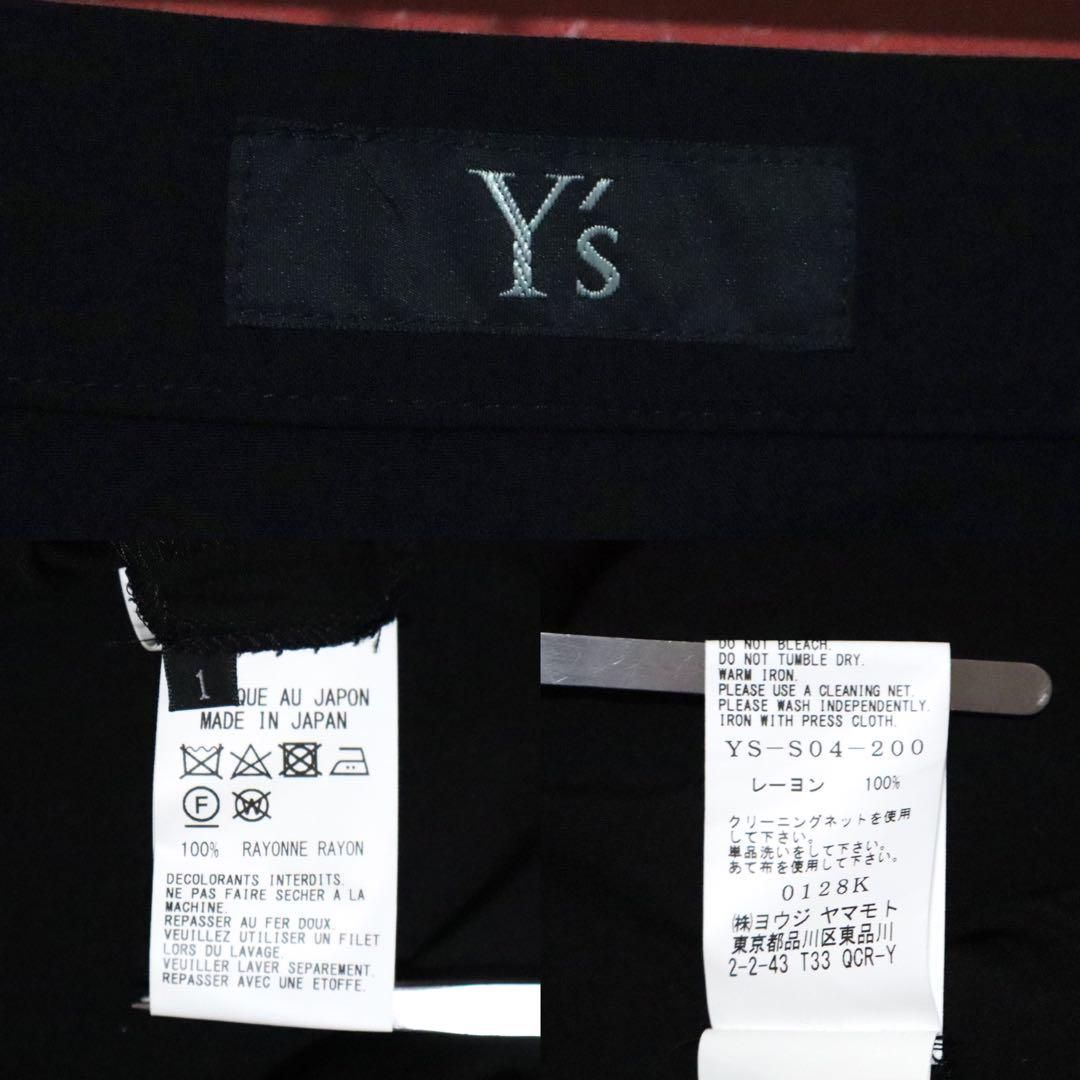 Y's
1
QUE AU JAPON
MADE IN JAPAN
F W
100% RAYONNE RAYON
DECOLORANTS INTERDITS.
NE PAS FAIRE SECHER A LA
MACHINE.
REPASSER AU FER DOUX.
VEUILLEZ UTILISER UN FILET
LORS DU LAVAGE.
VEUILLER LAVER SEPAREMENT.
REPASSER AVEC UNE ETOFFE.
DO NOT BLEACH.
DO NOT TUMBLE DRY.
WARM IRON.
PLEASE USE A CLEANING NET.
PLEASE WASH INDEPENDENTLY.
IRON WITH PRESS CLOTH.
YS-S04-200
レーヨン 100%
クリーニングネットを使用
して下さい。
単品洗いをして下さい。
あて布を使用して下さい。
0128K
㈱ヨウジ ヤマモト
東京都品川区東品川
2-2-43 T33 QCR-Y